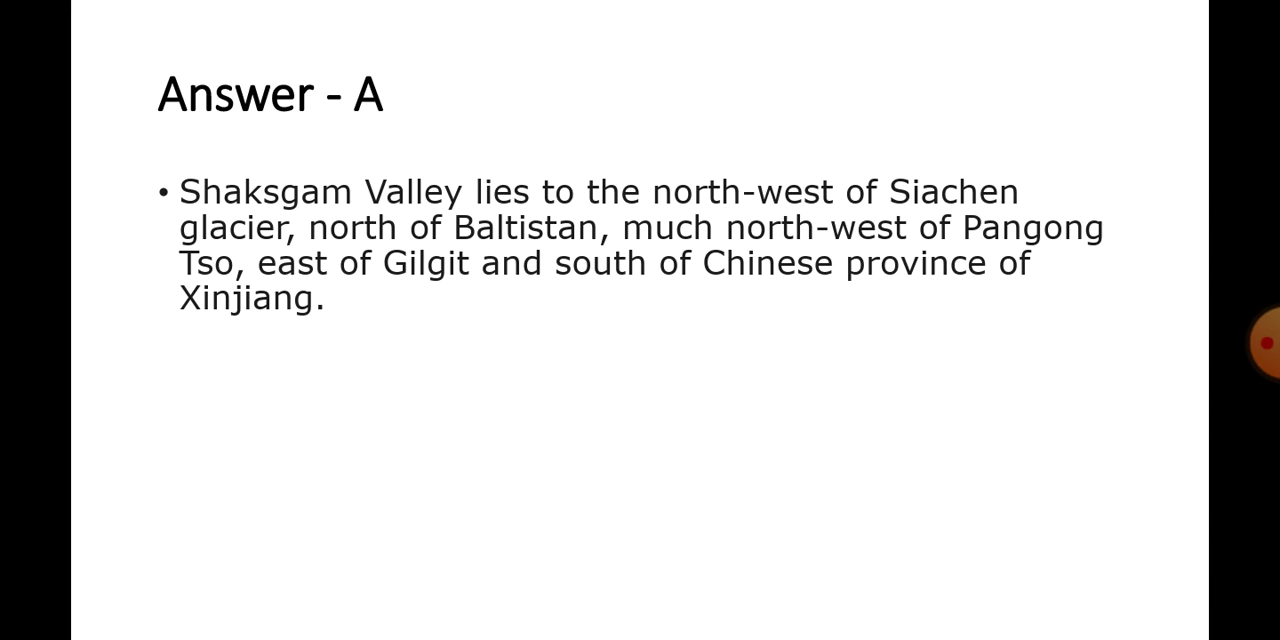 Answer - A
• Shaksgam Valley lies to the north-west of Siachen
glacier, north of Baltistan, much north-west of Pangong
Tso, east of Gilgit and south of Chinese province of
Xinjiang.